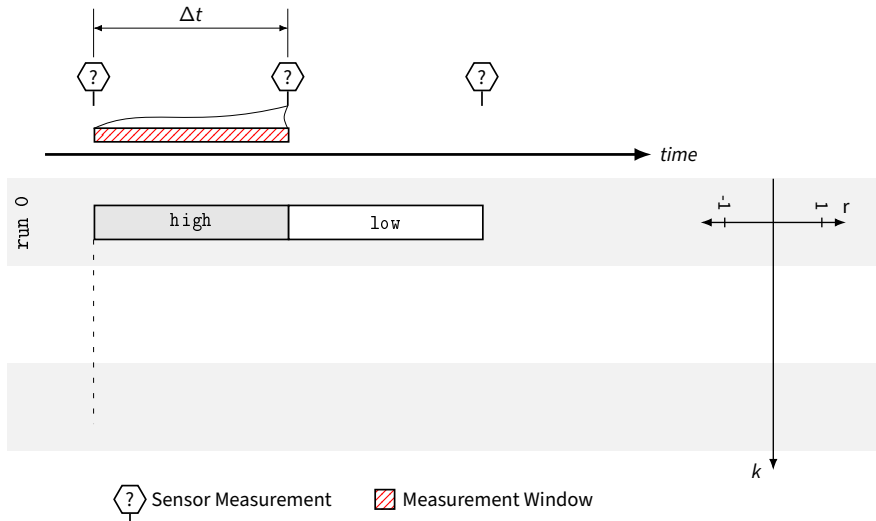 Δt
? ? ?
time
run 0
high low
-1 1 r
k
? Sensor Measurement Measurement Window